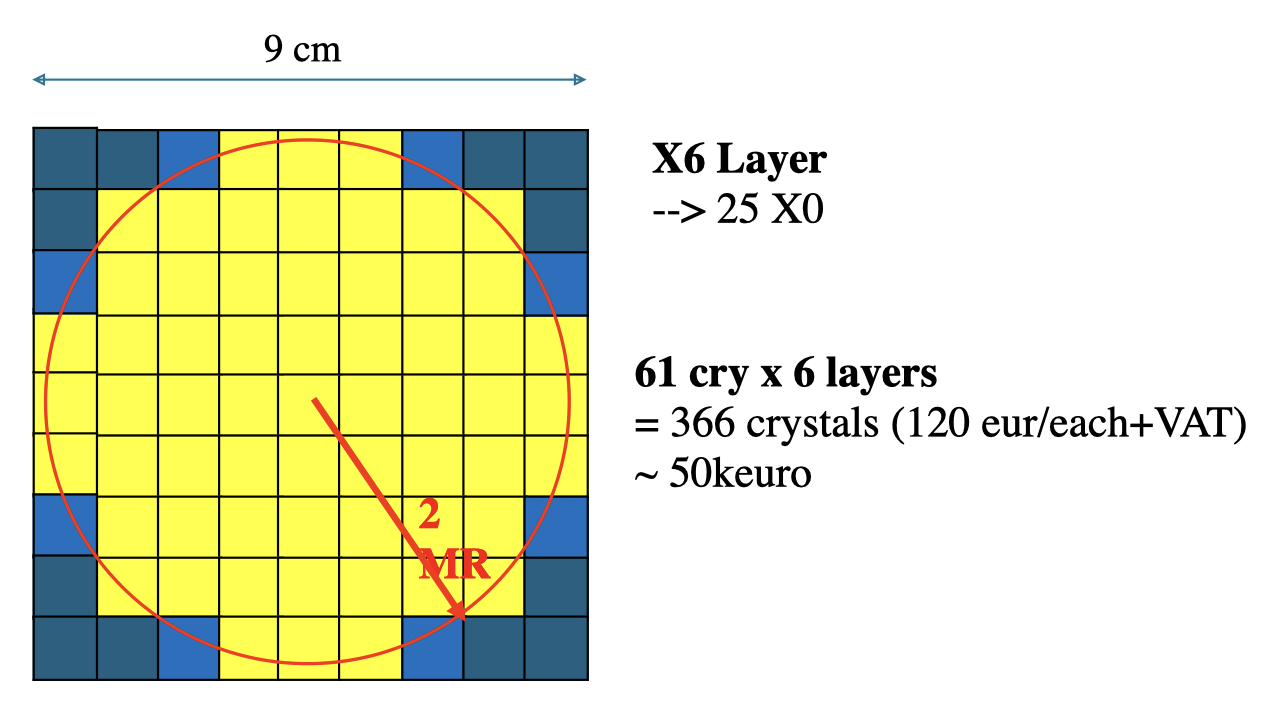 9 cm
X6 Layer
--> 25 X0
61 cry x 6 layers
= 366 crystals (120 eur/each+VAT)
~ 50keuro
2
MR